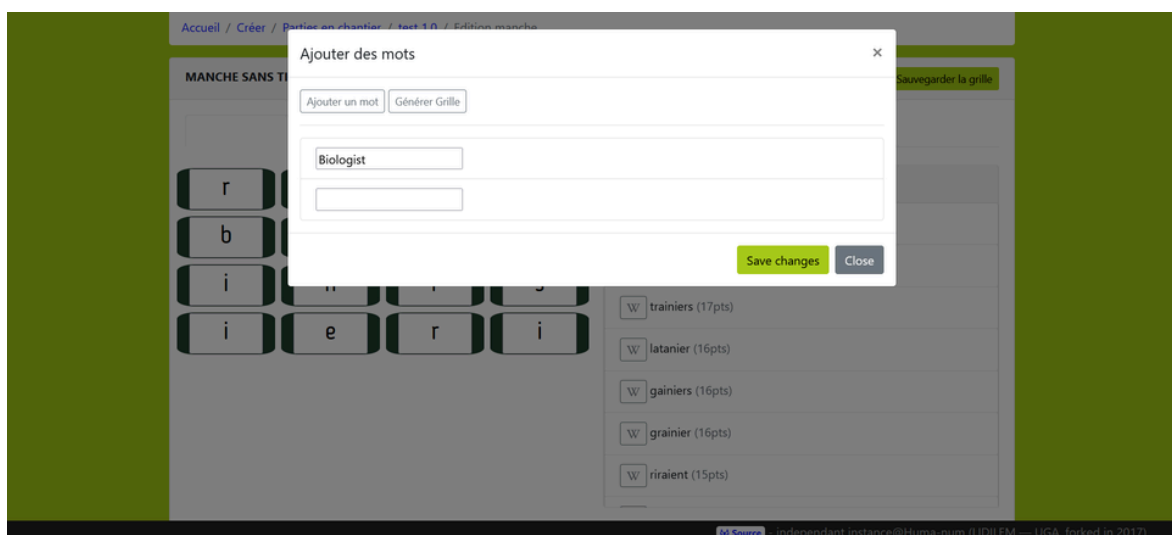 Accueil / Créer / Parties en chantier / test 1.0 / Edition manche
Ajouter des mots ×
MANCHE SANS TI
Sauvegarder la grille
Ajouter un mot Générer Grille
Biologist
r
b
Save changes Close
i
W trainiers (17pts)
i e r i
W latanier (16pts)
W gainiers (16pts)
W grainier (16pts)
W riraient (15pts)
Source - independant instance@Huma-num (LIDILEM — UGA, forked in 2017)